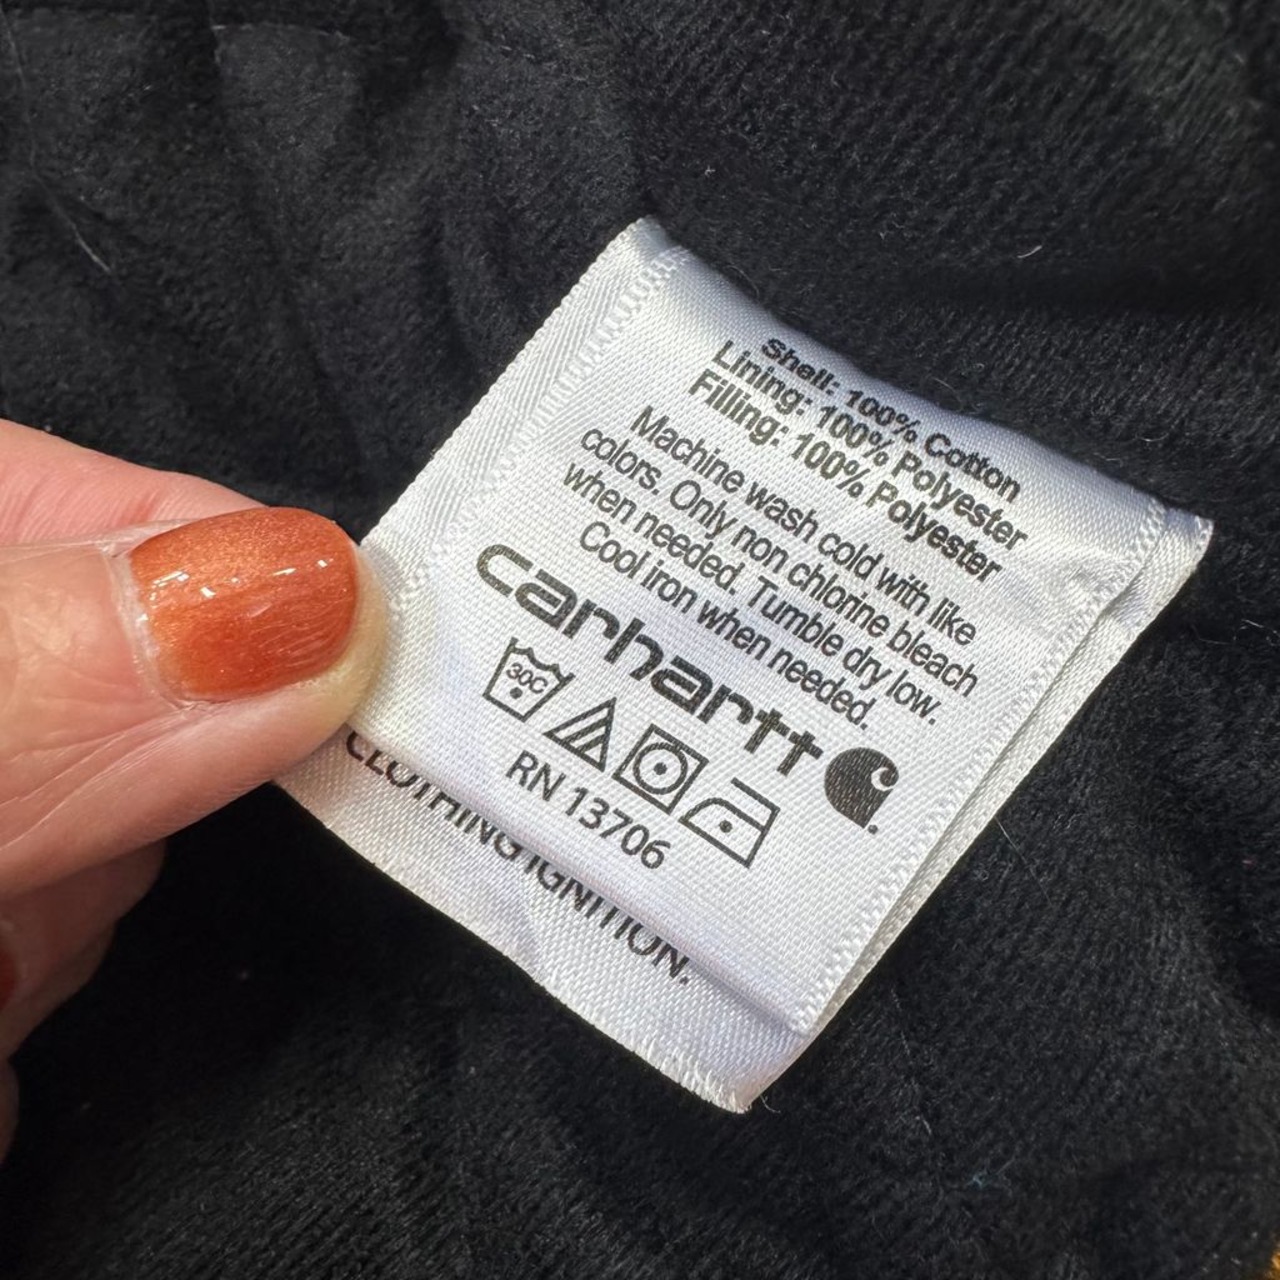 Shell: 100% Cotton
Lining: 100% Polyester
Filling: 100% Polyester
Machine wash cold with like
colors. Only non chlorine bleach
when needed. Tumble dry low.
Cool iron when needed.
carhartt
30C
RN 13706
CLOTHING IGNITION.